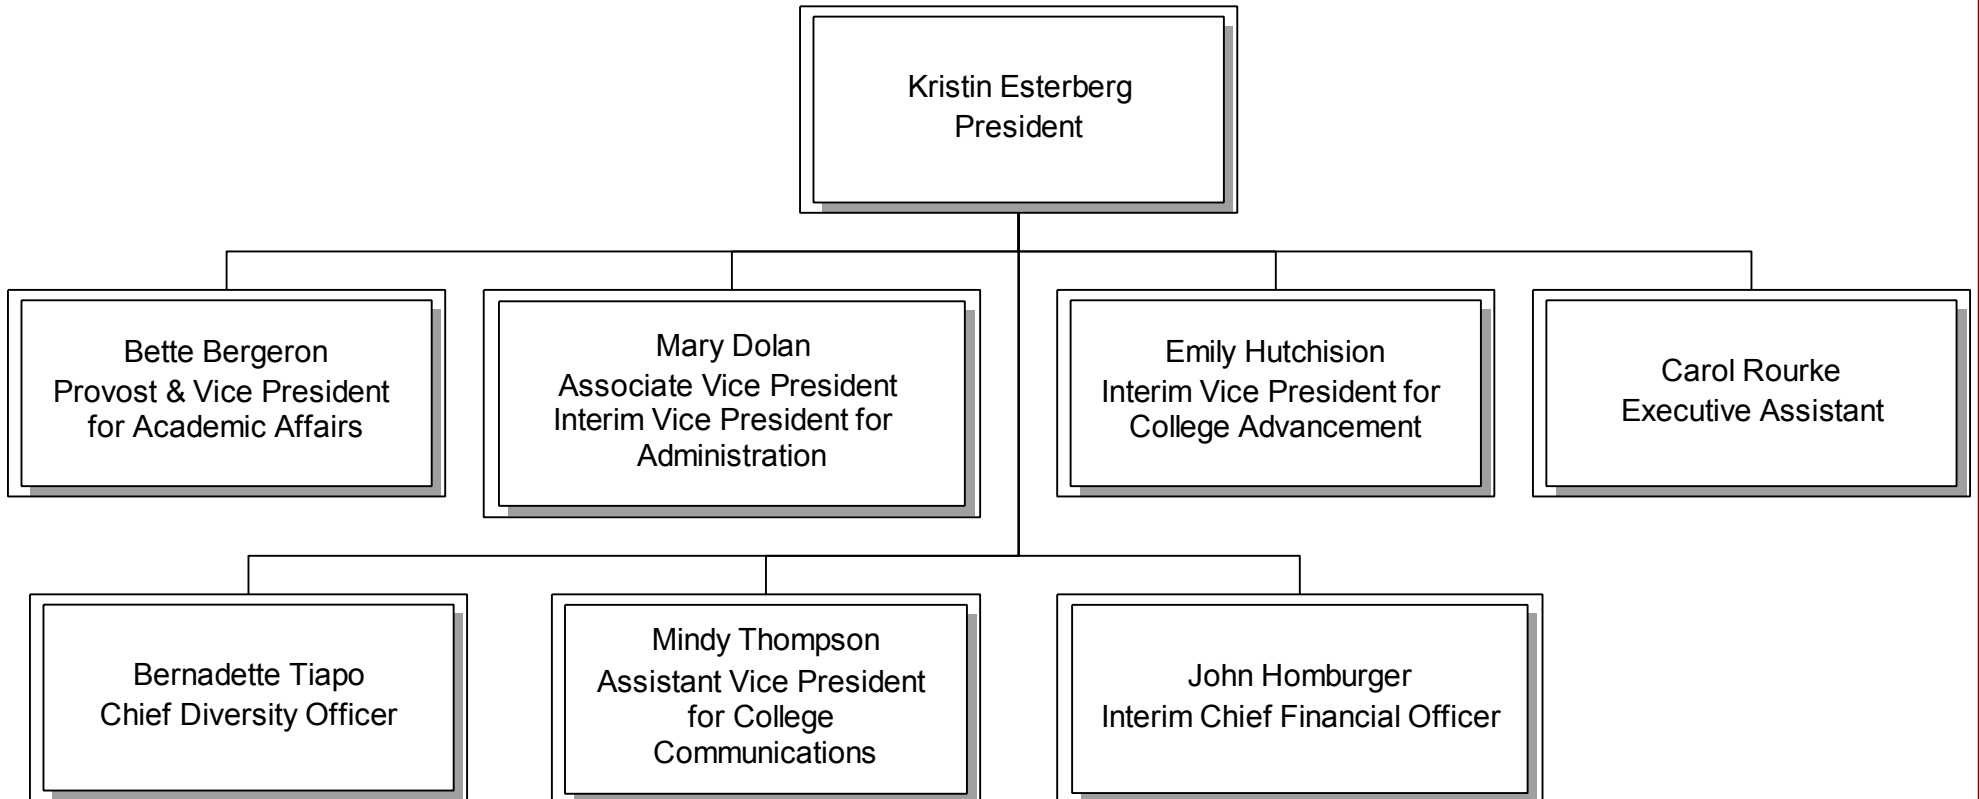 Kristin Esterberg
President
Bette Bergeron
Provost & Vice President
for Academic Affairs
Mary Dolan
Associate Vice President
Interim Vice President for
Administration
Emily Hutchision
Interim Vice President for
College Advancement
Carol Rourke
Executive Assistant
Bernadette Tiapo
Chief Diversity Officer
Mindy Thompson
Assistant Vice President
for College
Communications
John Homburger
Interim Chief Financial Officer